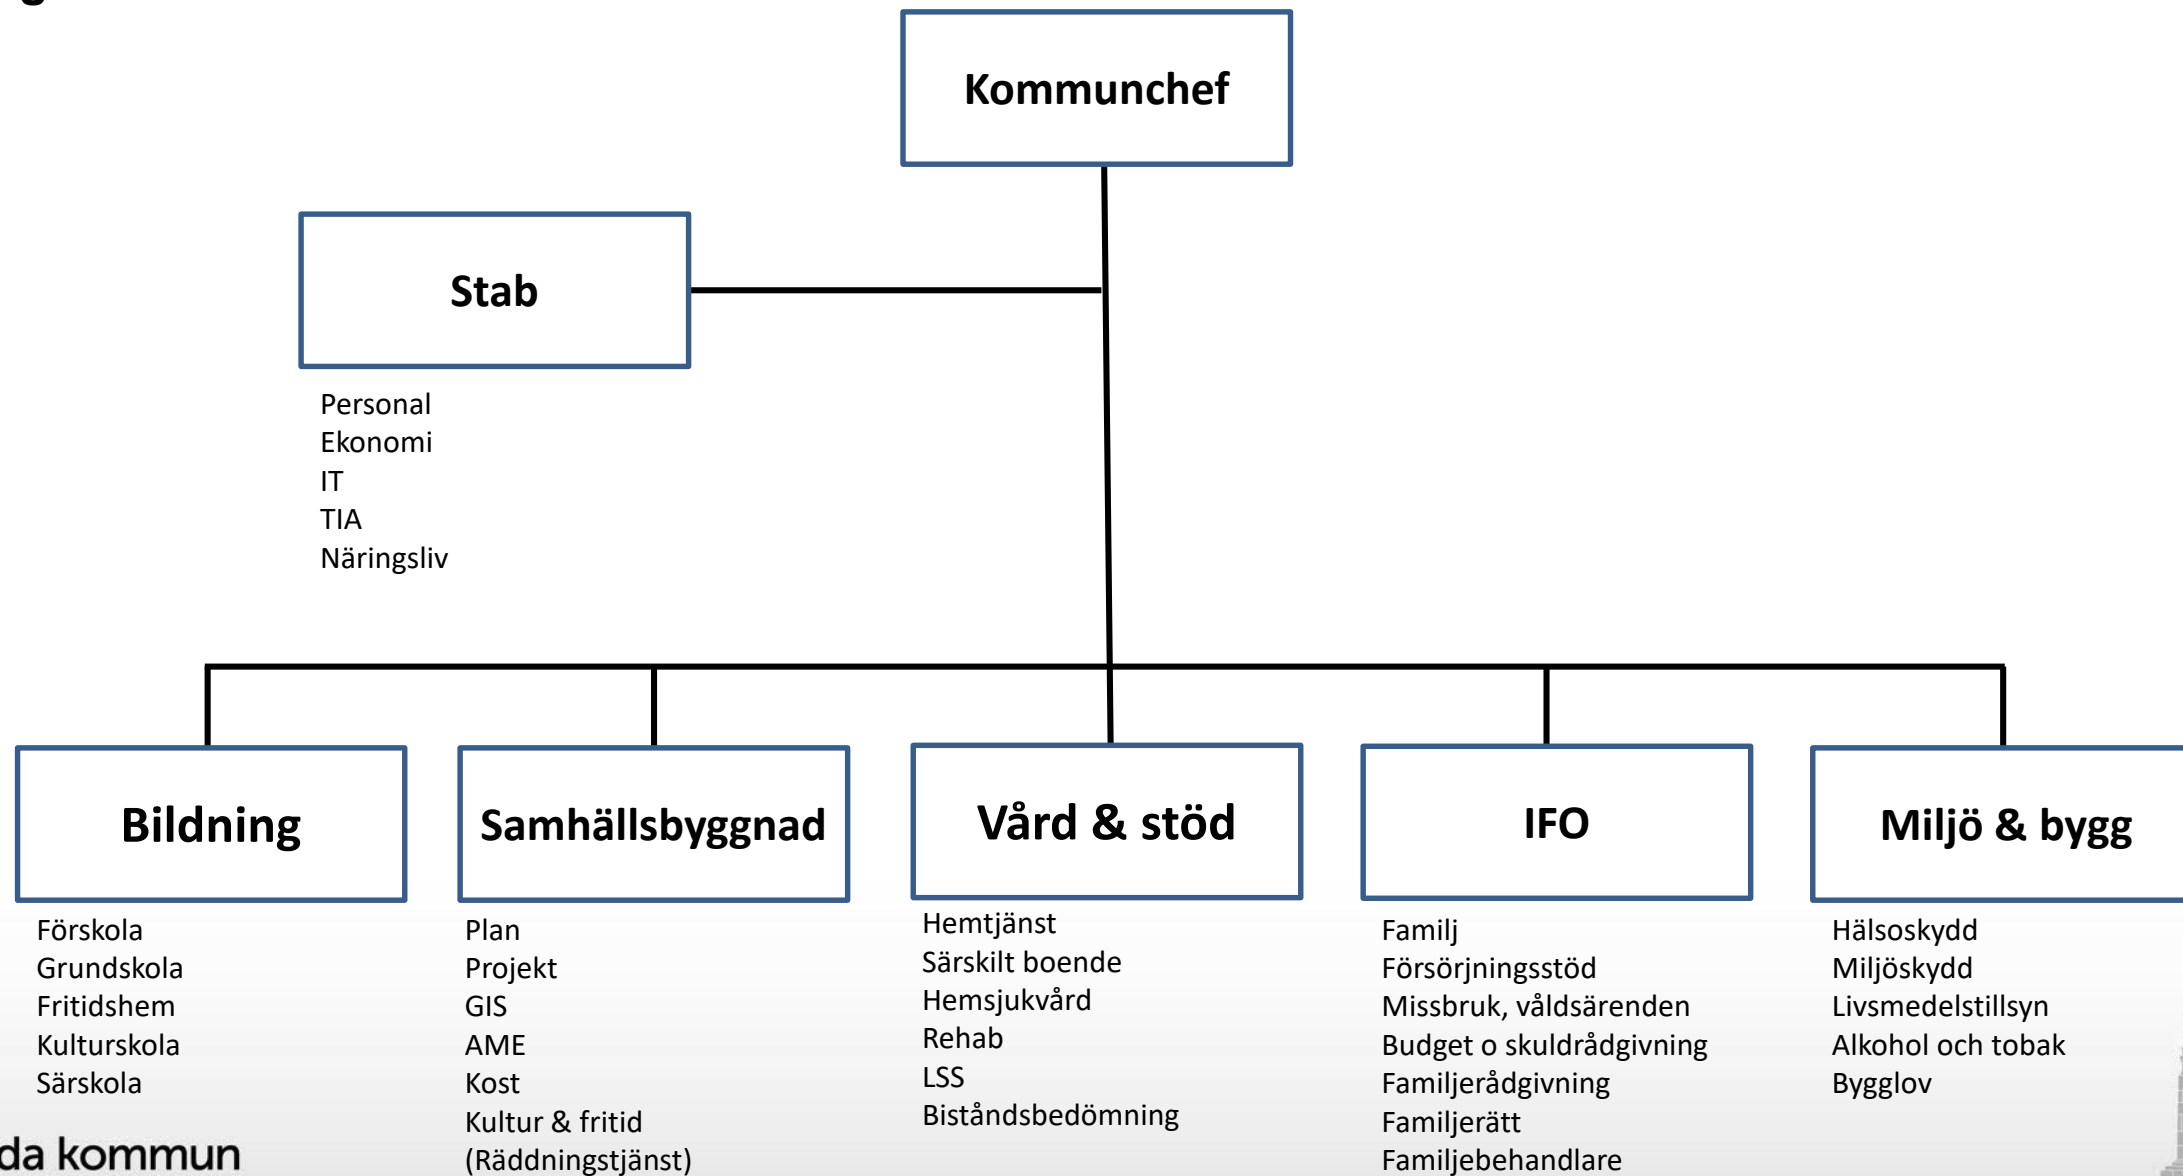 Kommunchef
Stab
Personal
Ekonomi
IT
TIA
Näringsliv
Bildning
Förskola
Grundskola
Fritidshem
Kulturskola
Särskola
Samhällsbyggnad
Plan
Projekt
GIS
AME
Kost
Kultur & fritid
(Räddningstjänst)
Vård & stöd
Hemtjänst
Särskilt boende
Hemsjukvård
Rehab
LSS
Biståndsbedömning
IFO
Familj
Försörjningsstöd
Missbruk, våldsärenden
Budget o skuldrådgivning
Familjerådgivning
Familjerätt
Familjebehandlare
Miljö & bygg
Hälsoskydd
Miljöskydd
Livsmedelstillsyn
Alkohol och tobak
Bygglov
da kommun